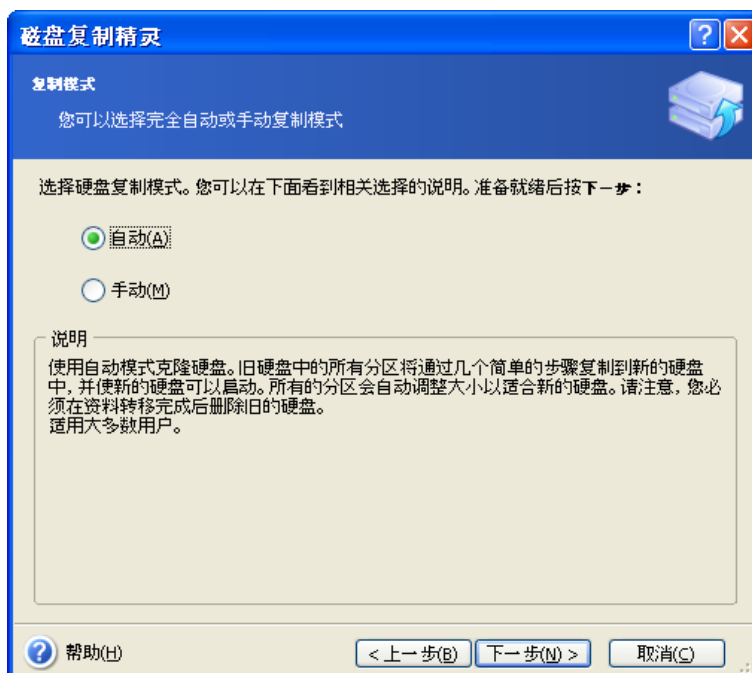 磁盘复制精灵
复制模式
您可以选择完全自动或手动复制模式
选择硬盘复制模式。您可以在下面看到相关选择的说明。准备就绪后按下一步：
自动(A)
手动(M)
说明
使用自动模式克隆硬盘。旧硬盘中的所有分区将通过几个简单的步骤复制到新的硬盘
中，并使新的硬盘可以启动。所有的分区会自动调整大小以适合新的硬盘。请注意，您必
须在资料转移完成后删除旧的硬盘。
适用大多数用户。
帮助(H)
< 上一步(B)
下一步(N) >
取消(C)